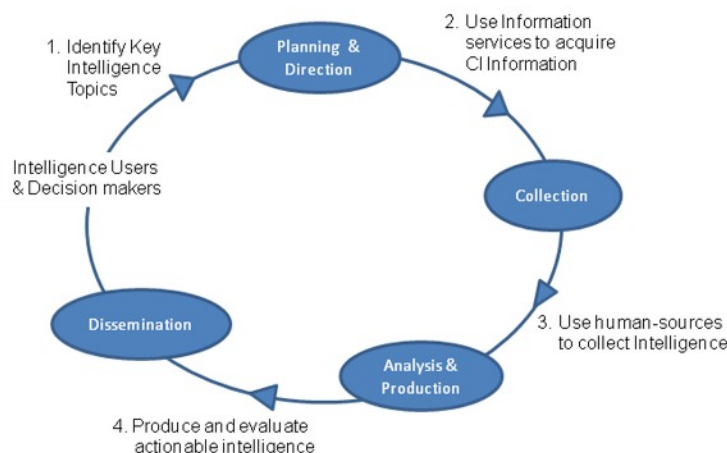 1. Identify Key
Intelligence
Topics
Planning &
Direction
2. Use Information
services to acquire
CI Information
Intelligence Users
& Decision makers
Collection
Dissemination
3. Use human-sources
to collect Intelligence
Analysis &
Production
4. Produce and evaluate
actionable intelligence